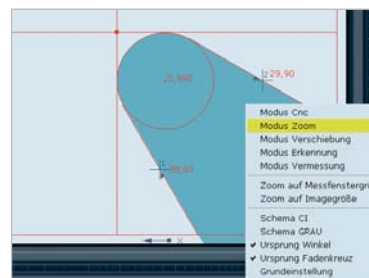 29,90
Modus Cnc
Modus Zoom
Modus Verschiebung
Modus Erkennung
Modus Vermessung
Zoom auf Messfenstergr
Zoom auf Imagegröße
Schema CI
Schema GRAU
Ursprung Winkel
Ursprung Fadenkreuz
Grundeinstellung
X